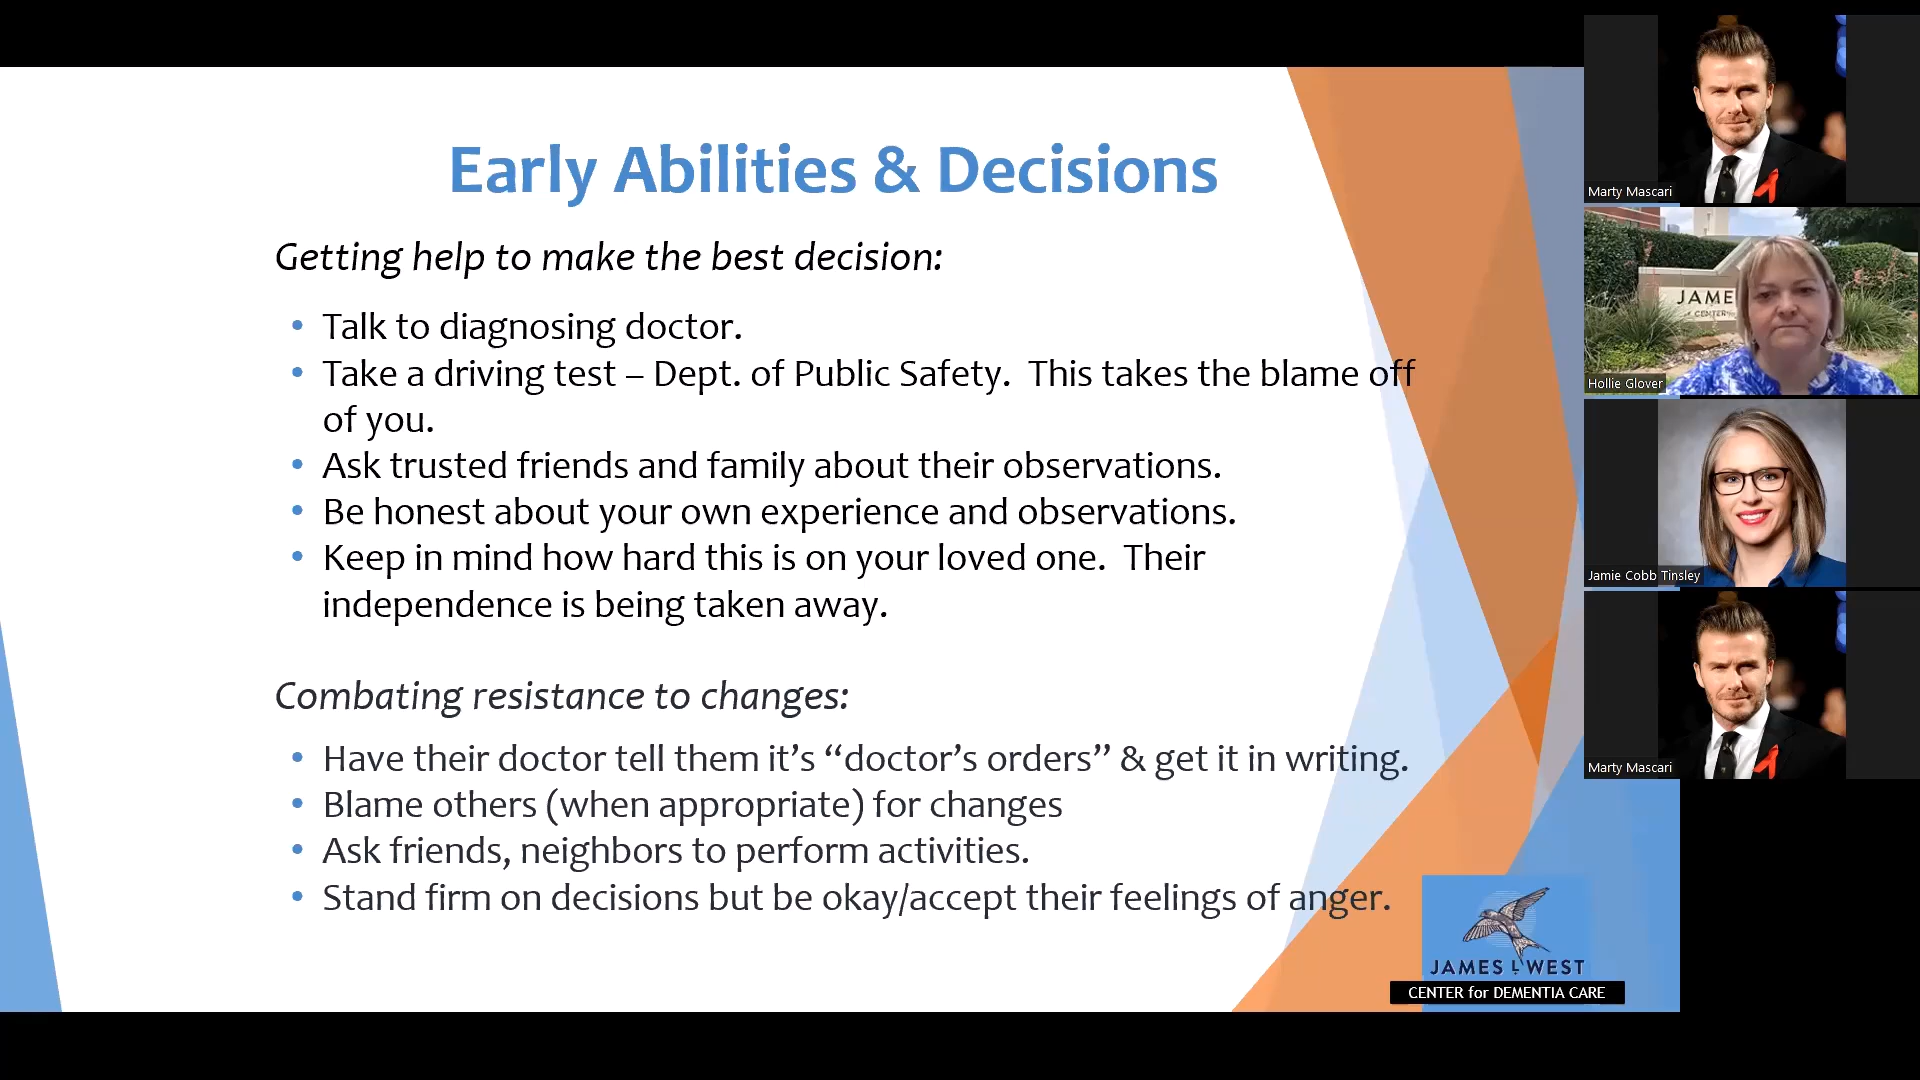 Early Abilities & Decisions
Getting help to make the best decision:
• Talk to diagnosing doctor.
• Take a driving test – Dept. of Public Safety.  This takes the blame off
of you.
• Ask trusted friends and family about their observations.
• Be honest about your own experience and observations.
• Keep in mind how hard this is on your loved one.  Their
independence is being taken away.
Combating resistance to changes:
• Have their doctor tell them it’s “doctor’s orders” & get it in writing.
• Blame others (when appropriate) for changes
• Ask friends, neighbors to perform activities.
• Stand firm on decisions but be okay/accept their feelings of anger.
JAMES L WEST
CENTER for DEMENTIA CARE
Marty Mascari
JAME
CENTER
Hollie Glover
Jamie Cobb Tinsley
Marty Mascari